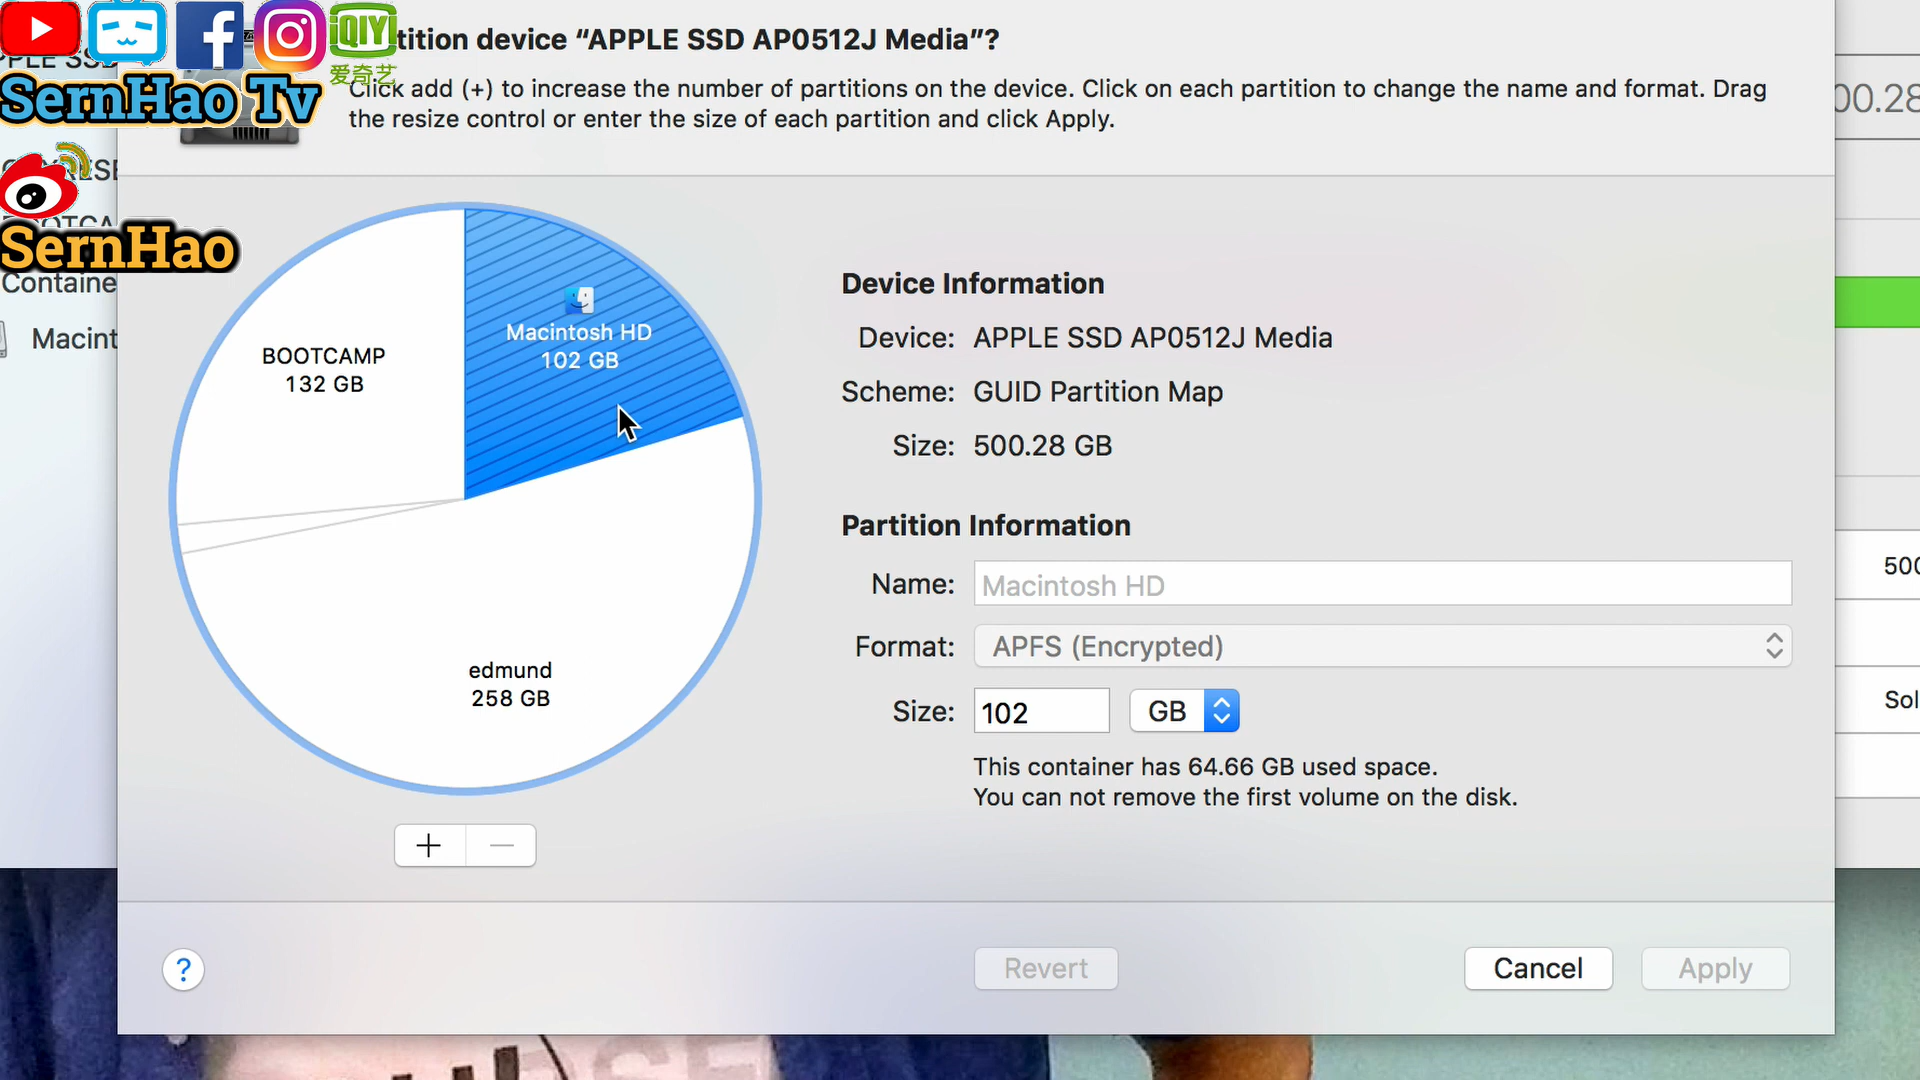 tition device “APPLE SSD AP0512J Media”?
Click add (+) to increase the number of partitions on the device. Click on each partition to change the name and format. Drag
the resize control or enter the size of each partition and click Apply.
iQIY
爱奇艺
SernHao Tv
SernHao
Containe
Macint
00.28
BOOTCAMP
132 GB
Macintosh HD
102 GB
edmund
258 GB
Device Information
Device: APPLE SSD AP0512J Media
Scheme: GUID Partition Map
Size: 500.28 GB
Partition Information
Name: Macintosh HD
Format: APFS (Encrypted)
Size: 102 GB
This container has 64.66 GB used space.
You can not remove the first volume on the disk.
500
Sol
+ −
?
Revert
Cancel
Apply